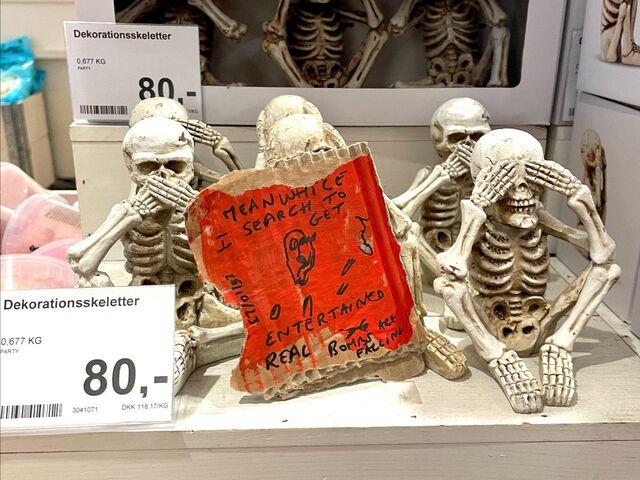 Dekorationsskeletter
0,677 KG
PARTY
80,-
MEANWHILE
I SEARCH TO
GET
ENTERTAINED
REAL BOMBS ARE
FALLING
Dekorationsskeletter
0,677 KG
PARTY
80,-
3041071
DKK 118,17/KG